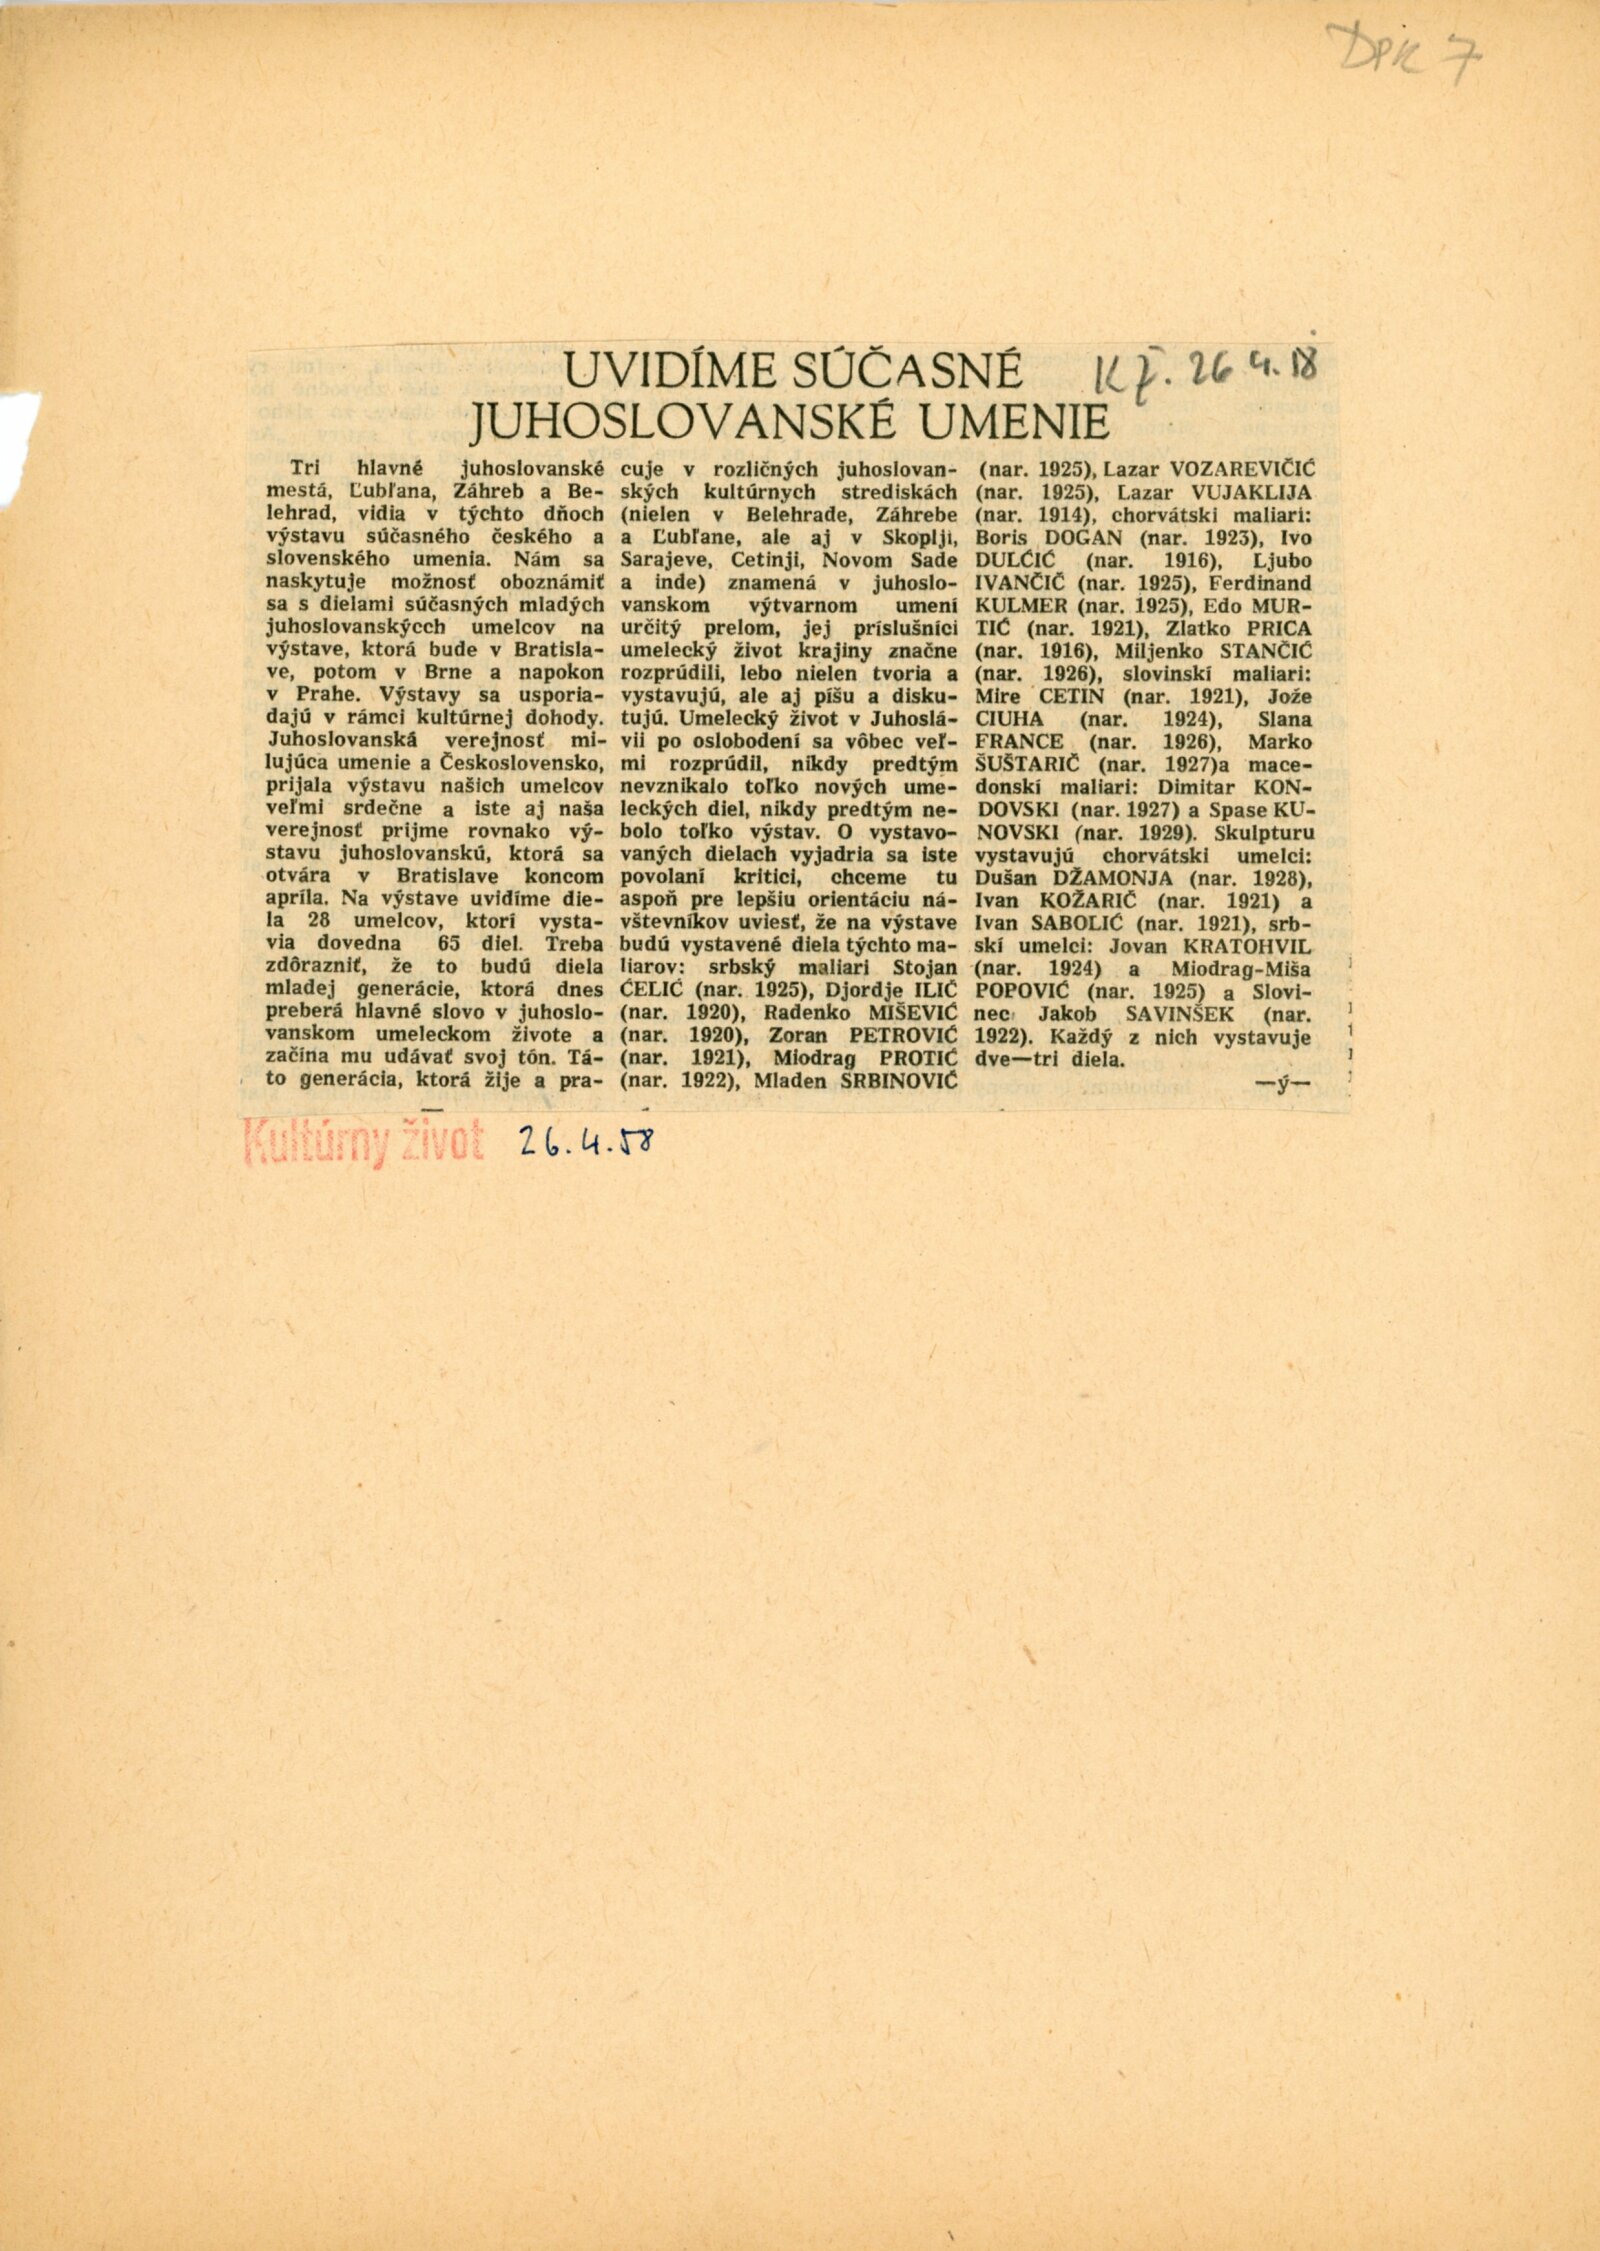 DPK 7
UVIDÍME SÚČASNÉ
JUHOSLOVANSKÉ UMENIE
KŽ. 26 4. 58
Tri hlavné juhoslovanské
mestá, Ľubľana, Záhreb a Be-
lehrad, vidia v týchto dňoch
výstavu súčasného českého a
slovenského umenia. Nám sa
naskytuje možnosť oboznámiť
sa s dielami súčasných mladých
juhoslovanskýcch umelcov na
výstave, ktorá bude v Bratisla-
ve, potom v Brne a napokon
v Prahe. Výstavy sa usporia-
dajú v rámci kultúrnej dohody.
Juhoslovanská verejnosť mi-
lujúca umenie a Československo,
prijala výstavu našich umelcov
veľmi srdečne a iste aj naša
verejnosť prijme rovnako vý-
stavu juhoslovanskú, ktorá sa
otvára v Bratislave koncom
apríla. Na výstave uvidíme die-
la 28 umelcov, ktorí vysta-
via dovedna 65 diel. Treba
zdôrazniť, že to budú diela
mladej generácie, ktorá dnes
preberá hlavné slovo v juhoslo-
vanskom umeleckom živote a
začína mu udávať svoj tón. Tá-
to generácia, ktorá žije a pra-
cuje v rozličných juhoslovan-
ských kultúrnych strediskách
(nielen v Belehrade, Záhrebe
a Ľubľane, ale aj v Skoplji,
Sarajeve, Cetinji, Novom Sade
a inde) znamená v juhoslo-
vanskom výtvarnom umení
určitý prelom, jej príslušníci
umelecký život krajiny značne
rozprúdili, lebo nielen tvoria a
vystavujú, ale aj píšu a disku-
tujú. Umelecký život v Juhoslá-
vii po oslobodení sa vôbec veľ-
mi rozprúdil, nikdy predtým
nevznikalo toľko nových ume-
leckých diel, nikdy predtým ne-
bolo toľko výstav. O vystavo-
vaných dielach vyjadria sa iste
povolaní kritici, chceme tu
aspoň pre lepšiu orientáciu ná-
vštevníkov uviesť, že na výstave
budú vystavené diela týchto ma-
liarov: srbský maliari Stojan
ĆELIĆ (nar. 1925), Djordje ILIĆ
(nar. 1920), Radenko MIŠEVIĆ
(nar. 1920), Zoran PETROVIĆ
(nar. 1921), Miodrag PROTIĆ
(nar. 1922), Mladen SRBINOVIĆ
(nar. 1925), Lazar VOZAREVIČIĆ
(nar. 1925), Lazar VUJAKLIJA
(nar. 1914), chorvátski maliari:
Boris DOGAN (nar. 1923), Ivo
DULČIĆ (nar. 1916), Ljubo
IVANČIĆ (nar. 1925), Ferdinand
KULMER (nar. 1925), Edo MUR-
TIĆ (nar. 1921), Zlatko PRICA
(nar. 1916), Miljenko STANČIĆ
(nar. 1926), slovinskí maliari:
Mire CETIN (nar. 1921), Jože
CIUHA (nar. 1924), Slana
FRANCE (nar. 1926), Marko
ŠUŠTARIČ (nar. 1927)a mace-
donskí maliari: Dimitar KON-
DOVSKI (nar. 1927) a Spase KU-
NOVSKI (nar. 1929). Skulpturu
vystavujú chorvátski umelci:
Dušan DŽAMONJA (nar. 1928),
Ivan KOŽARIČ (nar. 1921) a
Ivan SABOLIĆ (nar. 1921), srb-
skí umelci: Jovan KRATOHVIL
(nar. 1924) a Miodrag-Miša
POPOVIĆ (nar. 1925) a Slovi-
nec Jakob SAVINŠEK (nar.
1922). Každý z nich vystavuje
dve—tri diela.
—ý—
Kultúrny život 26.4.58